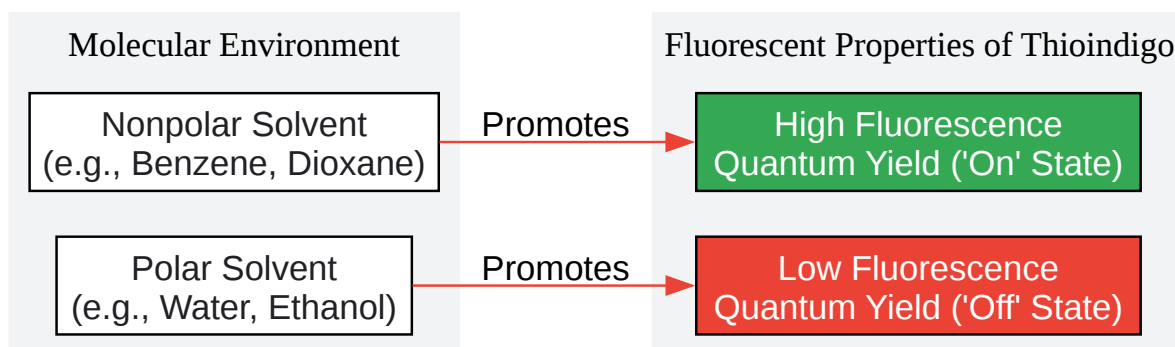 Molecular Environment
Fluorescent Properties of Thioindigo
Nonpolar Solvent
(e.g., Benzene, Dioxane)
Promotes
High Fluorescence
Quantum Yield ('On' State)
Polar Solvent
(e.g., Water, Ethanol)
Promotes
Low Fluorescence
Quantum Yield ('Off' State)